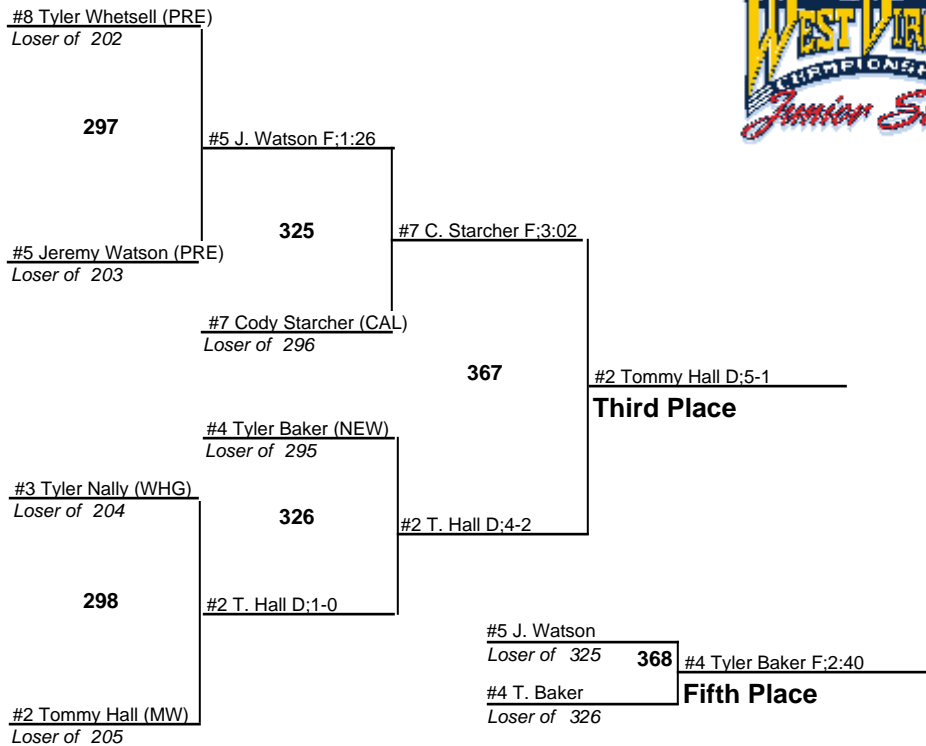 #8 Tyler Whetsell (PRE)
Loser of 202
297
#5 J. Watson F;1:26
#5 Jeremy Watson (PRE)
Loser of 203
325
#7 C. Starcher F;3:02
#7 Cody Starcher (CAL)
Loser of 296
367
#2 Tommy Hall D;5-1
Third Place
#4 Tyler Baker (NEW)
Loser of 295
#3 Tyler Nally (WHG)
Loser of 204
326
#2 T. Hall D;4-2
298
#2 T. Hall D;1-0
#2 Tommy Hall (MW)
Loser of 205
#5 J. Watson
Loser of 325
368
#4 Tyler Baker F;2:40
Fifth Place
#4 T. Baker
Loser of 326
WEST VIR
CHAMPIONSH
Junior S